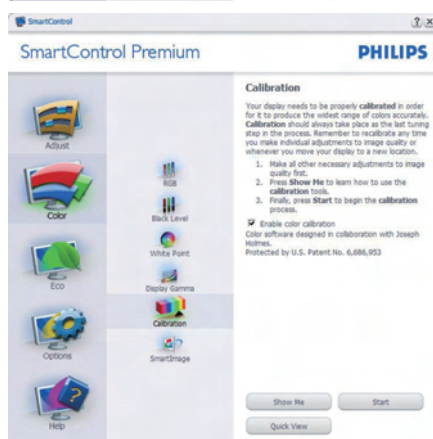 SmartControl
SmartControl Premium
PHILIPS
Adjust
Color
Eco
Options
Help
RGB
Black Level
White Point
Display Gamma
Calibration
SmartImage
Calibration
Your display needs to be properly calibrated in order
for it to produce the widest range of colors accurately.
Calibration should always take place as the last tuning
step in the process. Remember to recalibrate any time
you make individual adjustments to image quality or
whenever you move your display to a new location.
1. Make all other necessary adjustments to image
quality first.
2. Press Show Me to learn how to use the
calibration tools.
3. Finally, press Start to begin the calibration
process.
Enable color calibration
Color software designed in collaboration with Joseph
Holmes.
Protected by U.S. Patent No. 6,686,953
Show Me
Start
Quick View